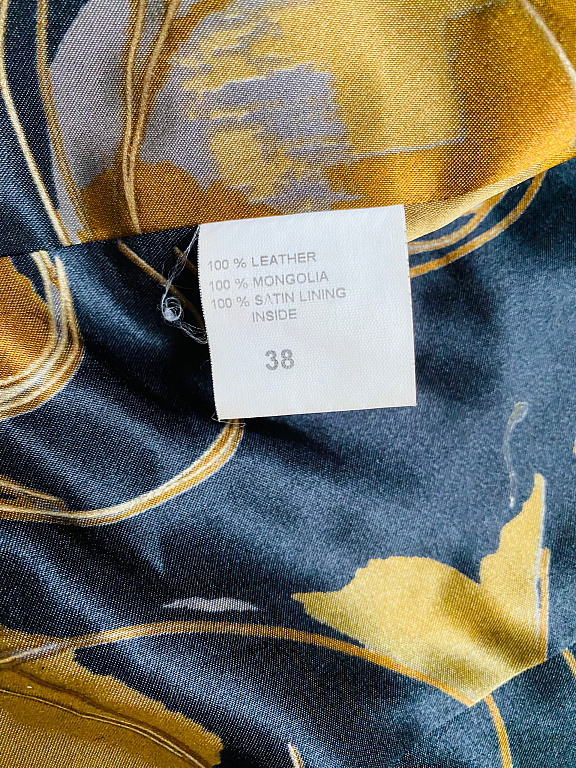 100 % LEATHER
100 % MONGOLIA
100 % SATIN LINING
INSIDE
38